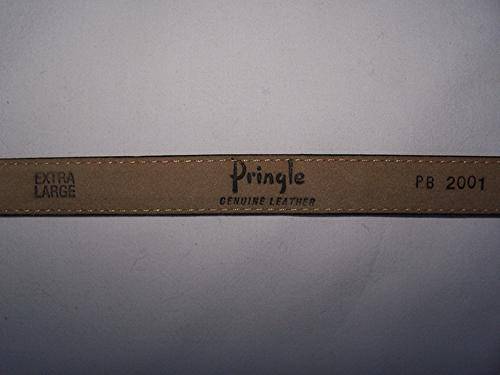 EXTRA
LARGE
Pringle
GENUINE LEATHER
PB 2001